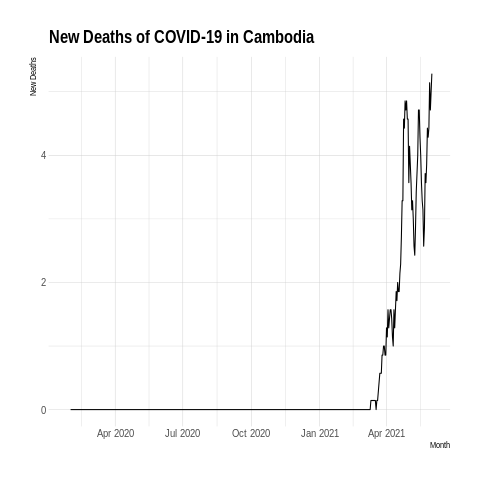 New Deaths of COVID-19 in Cambodia
New Deaths
4
2
0
Apr 2020 Jul 2020 Oct 2020 Jan 2021 Apr 2021
Month